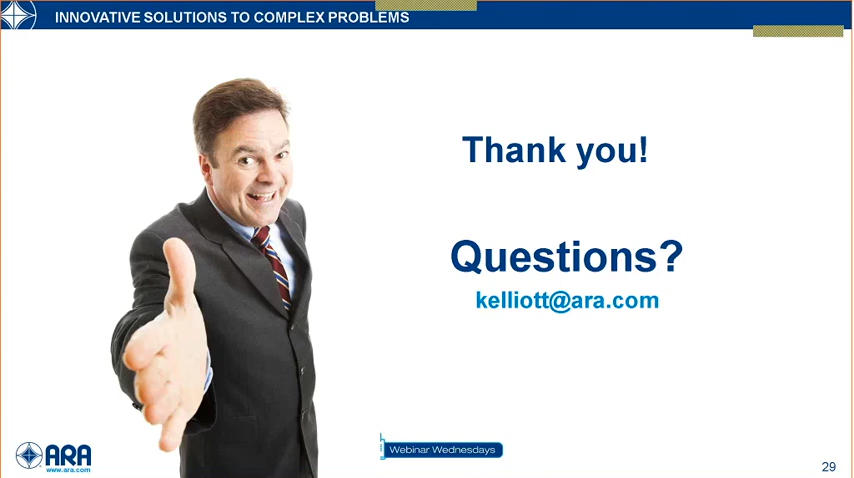 INNOVATIVE SOLUTIONS TO COMPLEX PROBLEMS
Thank you!
Questions?
kelliott@ara.com
Webinar Wednesdays
ARA
www.ara.com
29